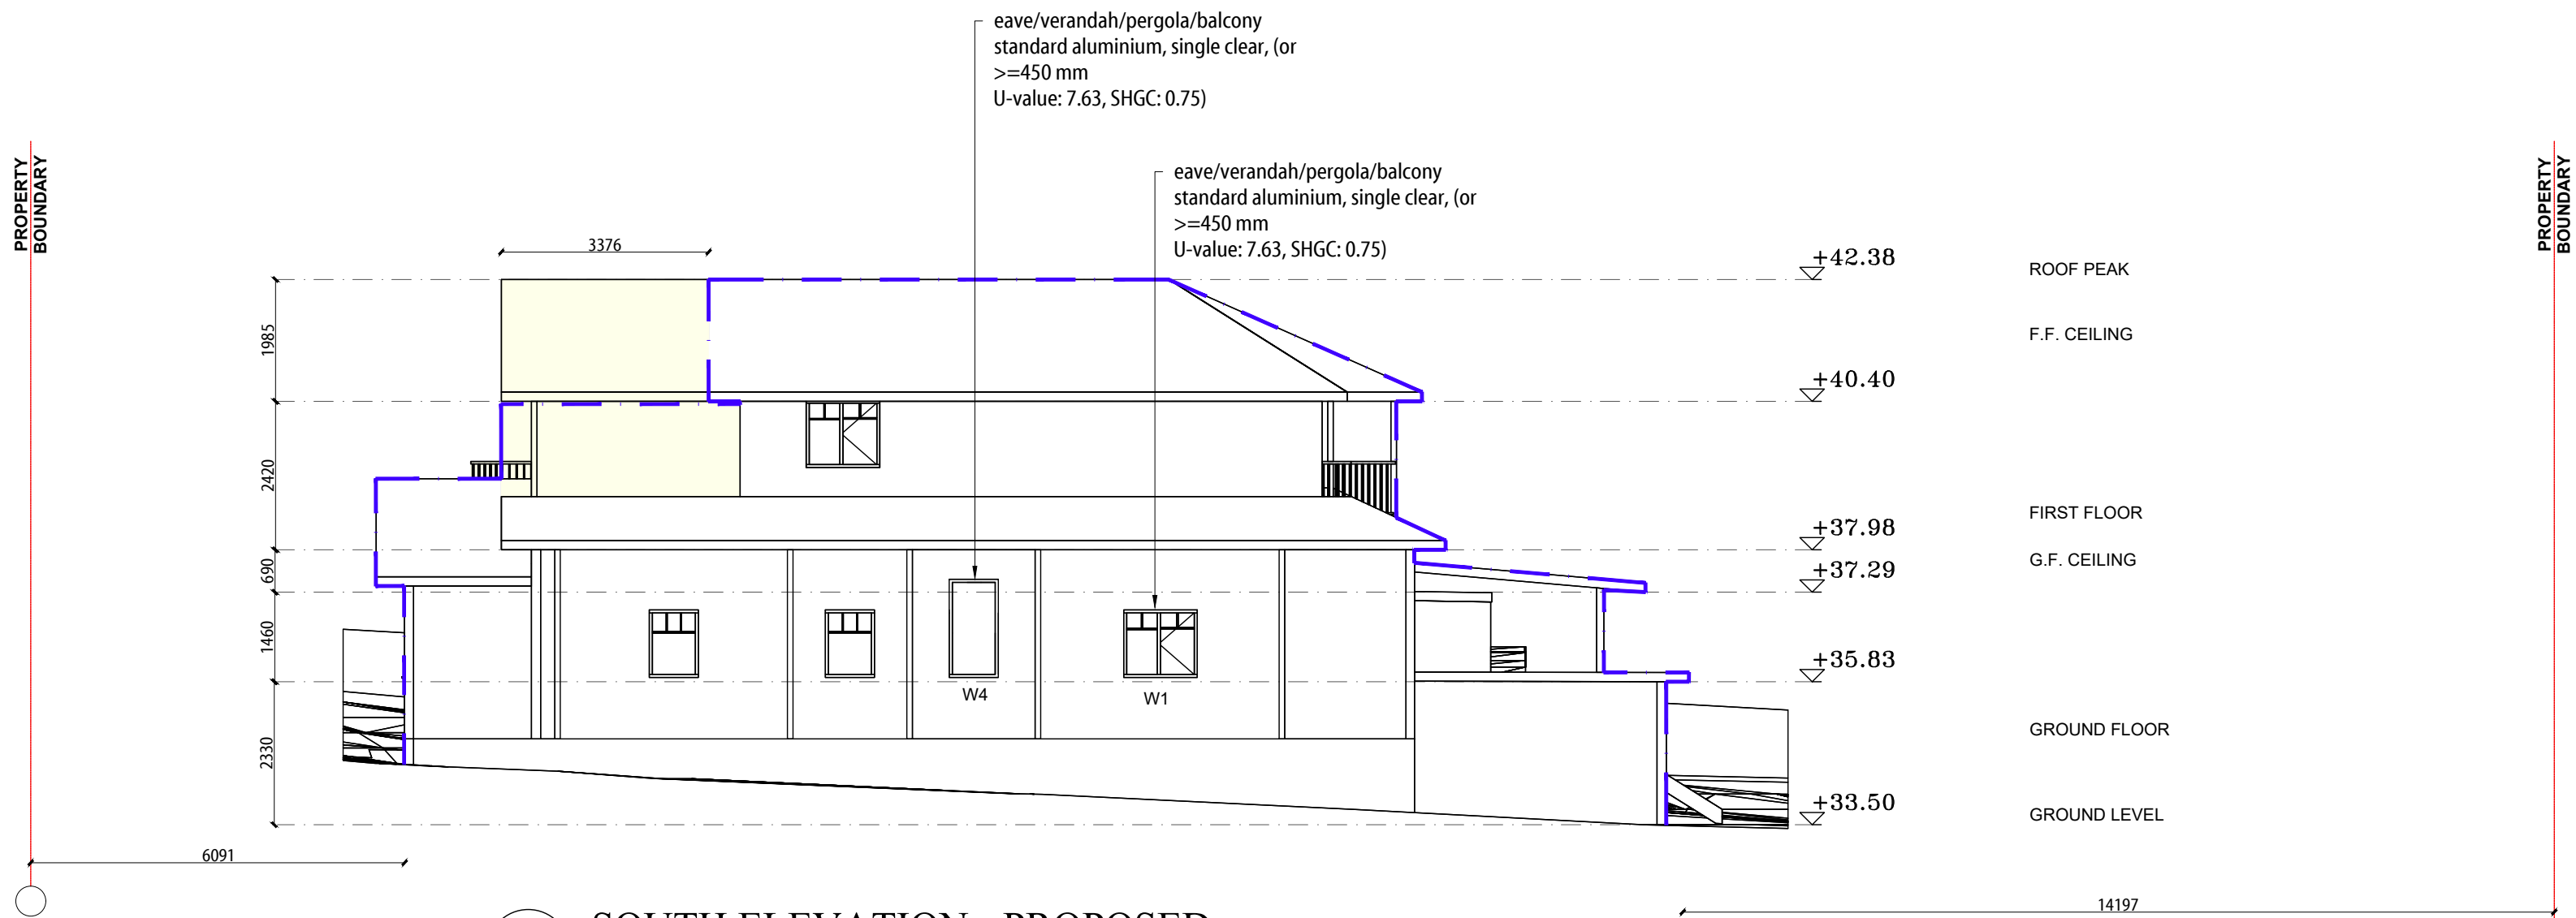 eave/verandah/pergola/balcony
standard aluminium, single clear, (or
>=450 mm
U-value: 7.63, SHGC: 0.75)
eave/verandah/pergola/balcony
standard aluminium, single clear, (or
>=450 mm
U-value: 7.63, SHGC: 0.75)
PROPERTY
BOUNDARY
PROPERTY
BOUNDARY
3376
+42.38
ROOF PEAK
1985
F.F. CEILING
+40.40
2420
FIRST FLOOR
+37.98
690
G.F. CEILING
+37.29
1460
+35.83
W4
W1
GROUND FLOOR
2330
+33.50
GROUND LEVEL
6091
14197
SOUTH ELEVATION - PROPOSED